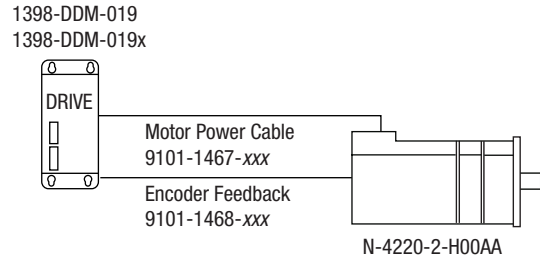 1398-DDM-019
1398-DDM-019x
DRIVE
Motor Power Cable
9101-1467-xxx
Encoder Feedback
9101-1468-xxx
N-4220-2-H00AA